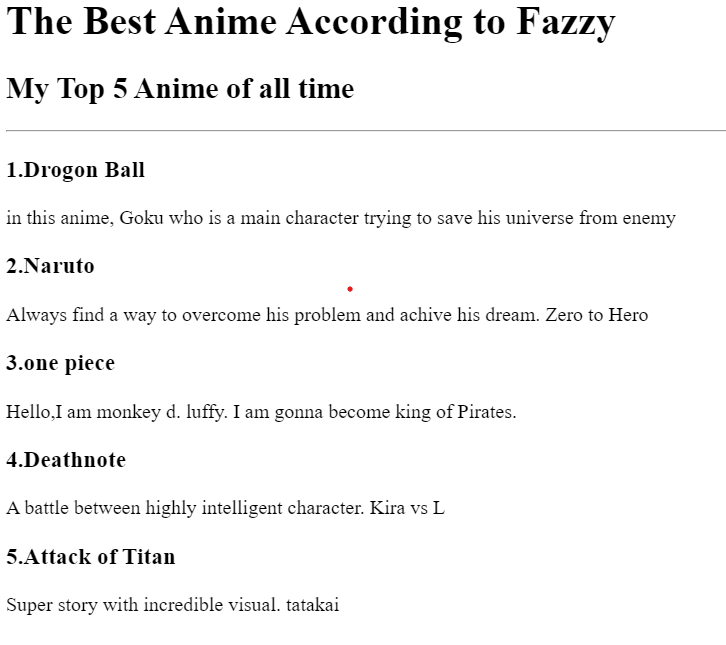 The Best Anime According to Fazzy
My Top 5 Anime of all time
1.Drogon Ball
in this anime, Goku who is a main character trying to save his universe from enemy
2.Naruto
Always find a way to overcome his problem and achive his dream. Zero to Hero
3.one piece
Hello,I am monkey d. luffy. I am gonna become king of Pirates.
4.Deathnote
A battle between highly intelligent character. Kira vs L
5.Attack of Titan
Super story with incredible visual. tatakai